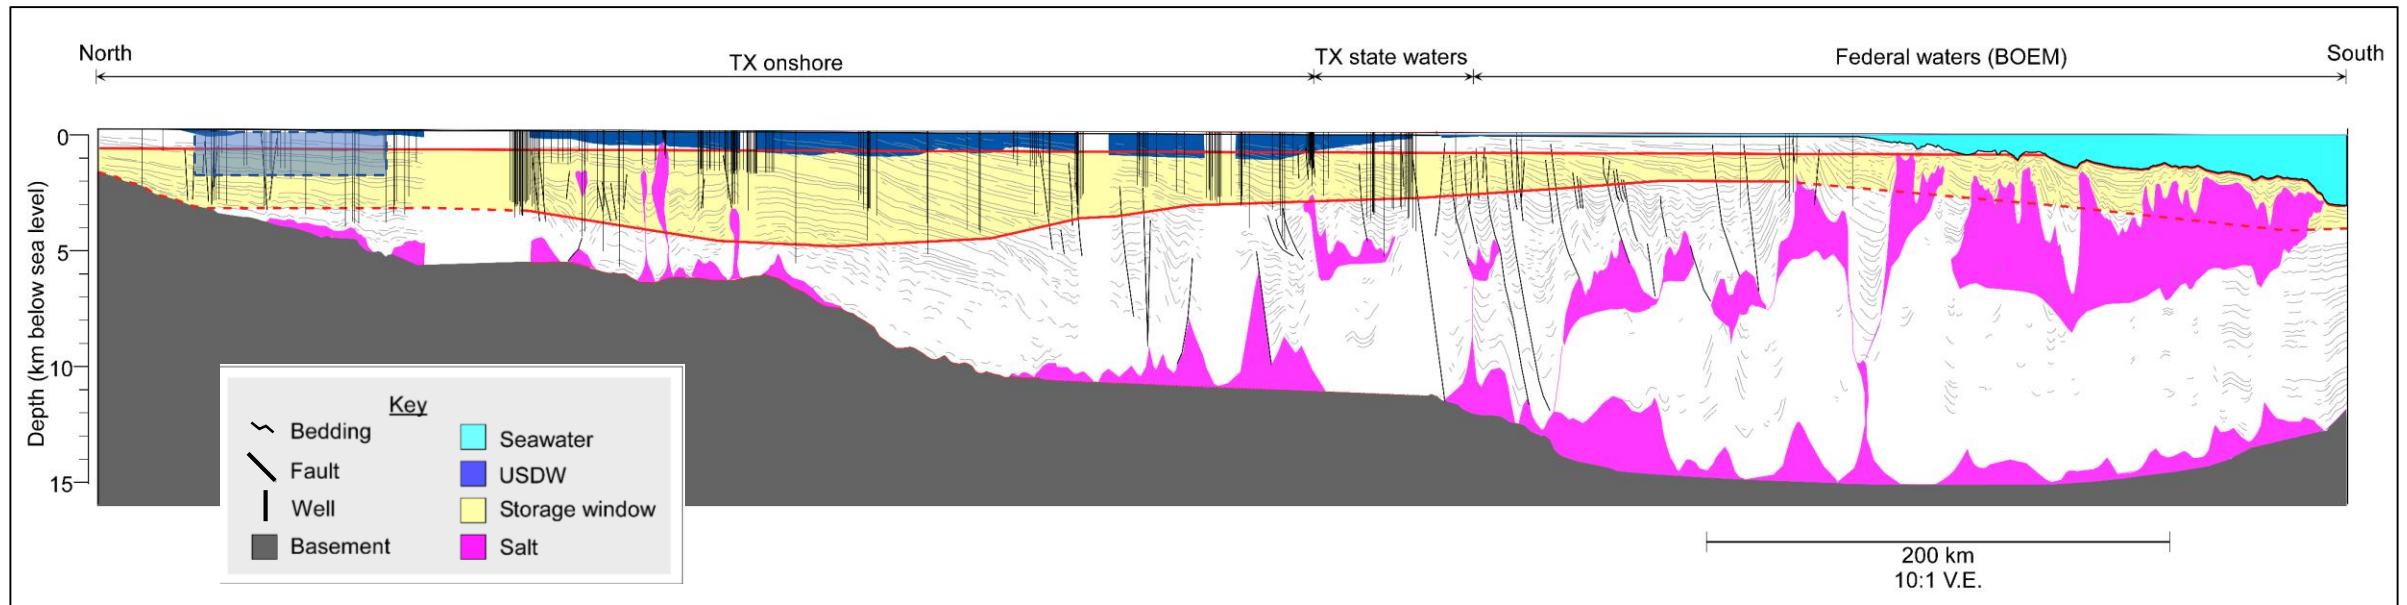 North
TX onshore
TX state waters
Federal waters (BOEM)
South
Depth (km below sea level)
0
5
10
15
Key
Bedding
Fault
Well
Basement
Seawater
USDW
Storage window
Salt
200 km
10:1 V.E.